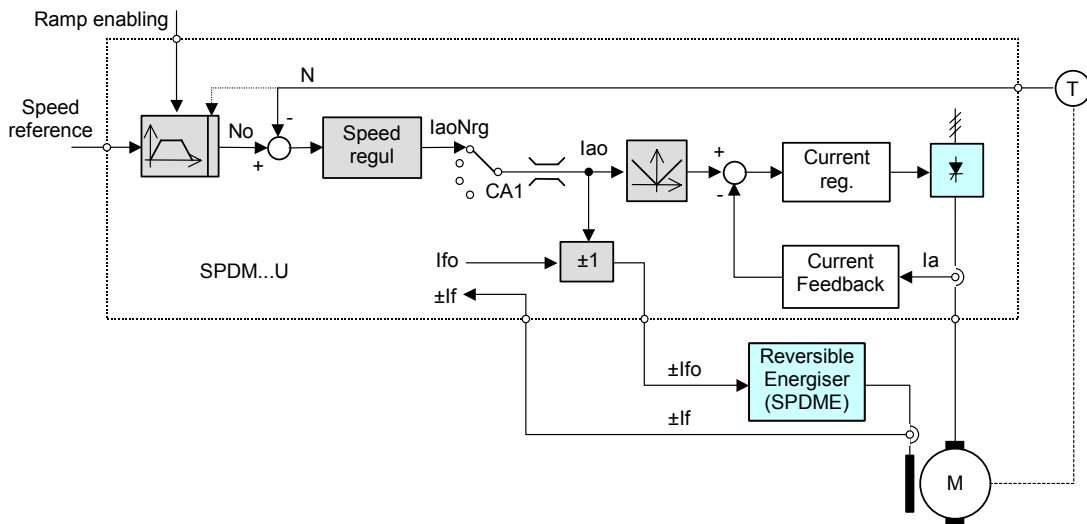 Ramp enabling
N
T
Speed
reference
No
-
+
Speed
regul
IaoNrg
CA1
Iao
+
-
Current
reg.
SPDM...U
Ifo
±1
±If
Current
Feedback
Ia
±Ifo
Reversible
Energiser
(SPDME)
±If
M